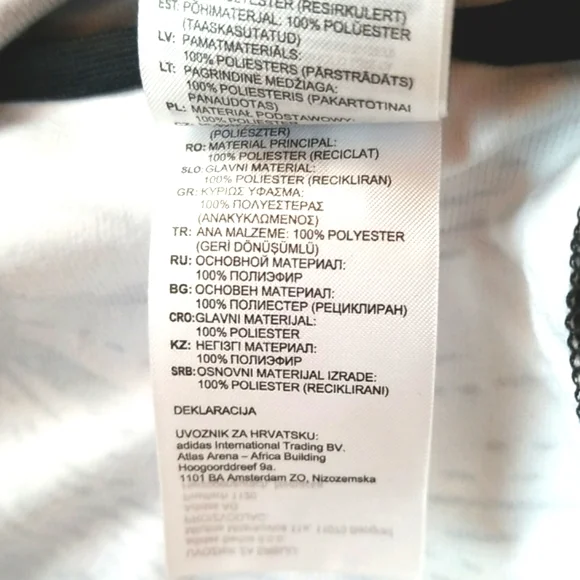 POLYESTER (RESIRKULERT)
EST: PÕHIMATERJAL: 100% POLÜESTER
(TAASKASUTATUD)
LV: PAMATMATERIĀLS:
100% POLIESTERS (PĀRSTRĀDĀTS)
LT: PAGRINDINĖ MEDŽIAGA:
100% POLIESTERIS (PAKARTOTINAI
PANAUDOTAS)
PL: MATERIAŁ PODSTAWOWY:
100% POLIESTER
(POLIÉSZTER)
RO: MATERIAL PRINCIPAL:
100% POLIESTER (RECICLAT)
SLO: GLAVNI MATERIAL:
100% POLIESTER (RECIKLIRAN)
GR: ΚΥΡΙΩΣ ΥΦΑΣΜΑ:
100% ΠΟΛΥΕΣΤΕΡΑΣ
(ΑΝΑΚΥΚΛΩΜΕΝΟΣ)
TR: ANA MALZEME: 100% POLYESTER
(GERİ DÖNÜŞÜMLÜ)
RU: ОСНОВНОЙ МАТЕРИАЛ:
100% ПОЛИЭФИР
BG: ОСНОВЕН МАТЕРИАЛ:
100% ПОЛИЕСТЕР (РЕЦИКЛИРАН)
CRO: GLAVNI MATERIJAL:
100% POLIESTER
KZ: НЕГІЗГІ МАТЕРИАЛ:
100% ПОЛИЭФИР
SRB: OSNOVNI MATERIJAL IZRADE:
100% POLIESTER (RECIKLIRANI)
DEKLARACIJA
UVOZNIK ZA HRVATSKU:
adidas International Trading BV.
Atlas Arena – Africa Building
Hoogoorddreef 9a.
1101 BA Amsterdam ZO, Nizozemska